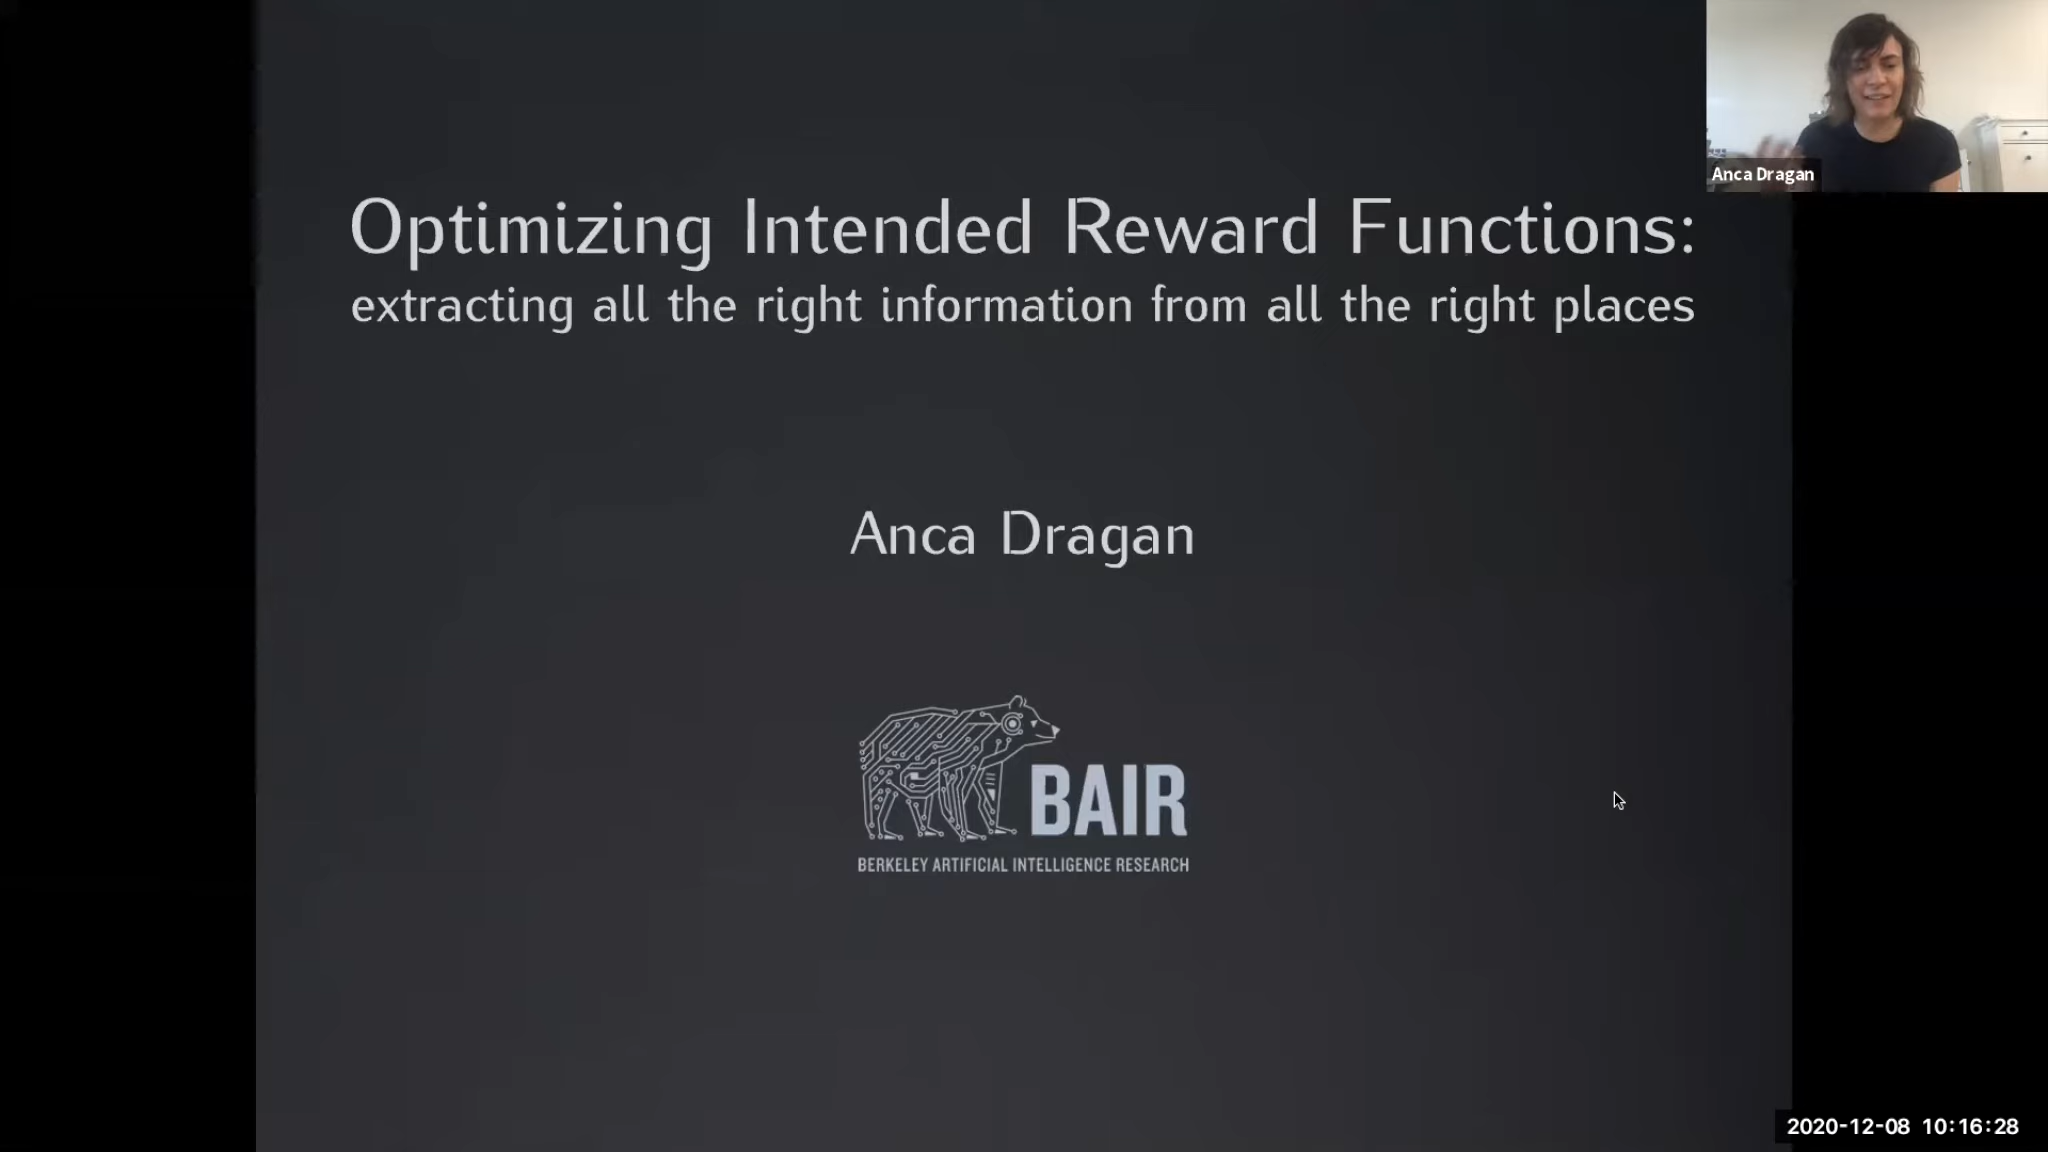 Anca Dragan
Optimizing Intended Reward Functions:
extracting all the right information from all the right places
Anca Dragan
BAIR
BERKELEY ARTIFICIAL INTELLIGENCE RESEARCH
2020-12-08 10:16:28